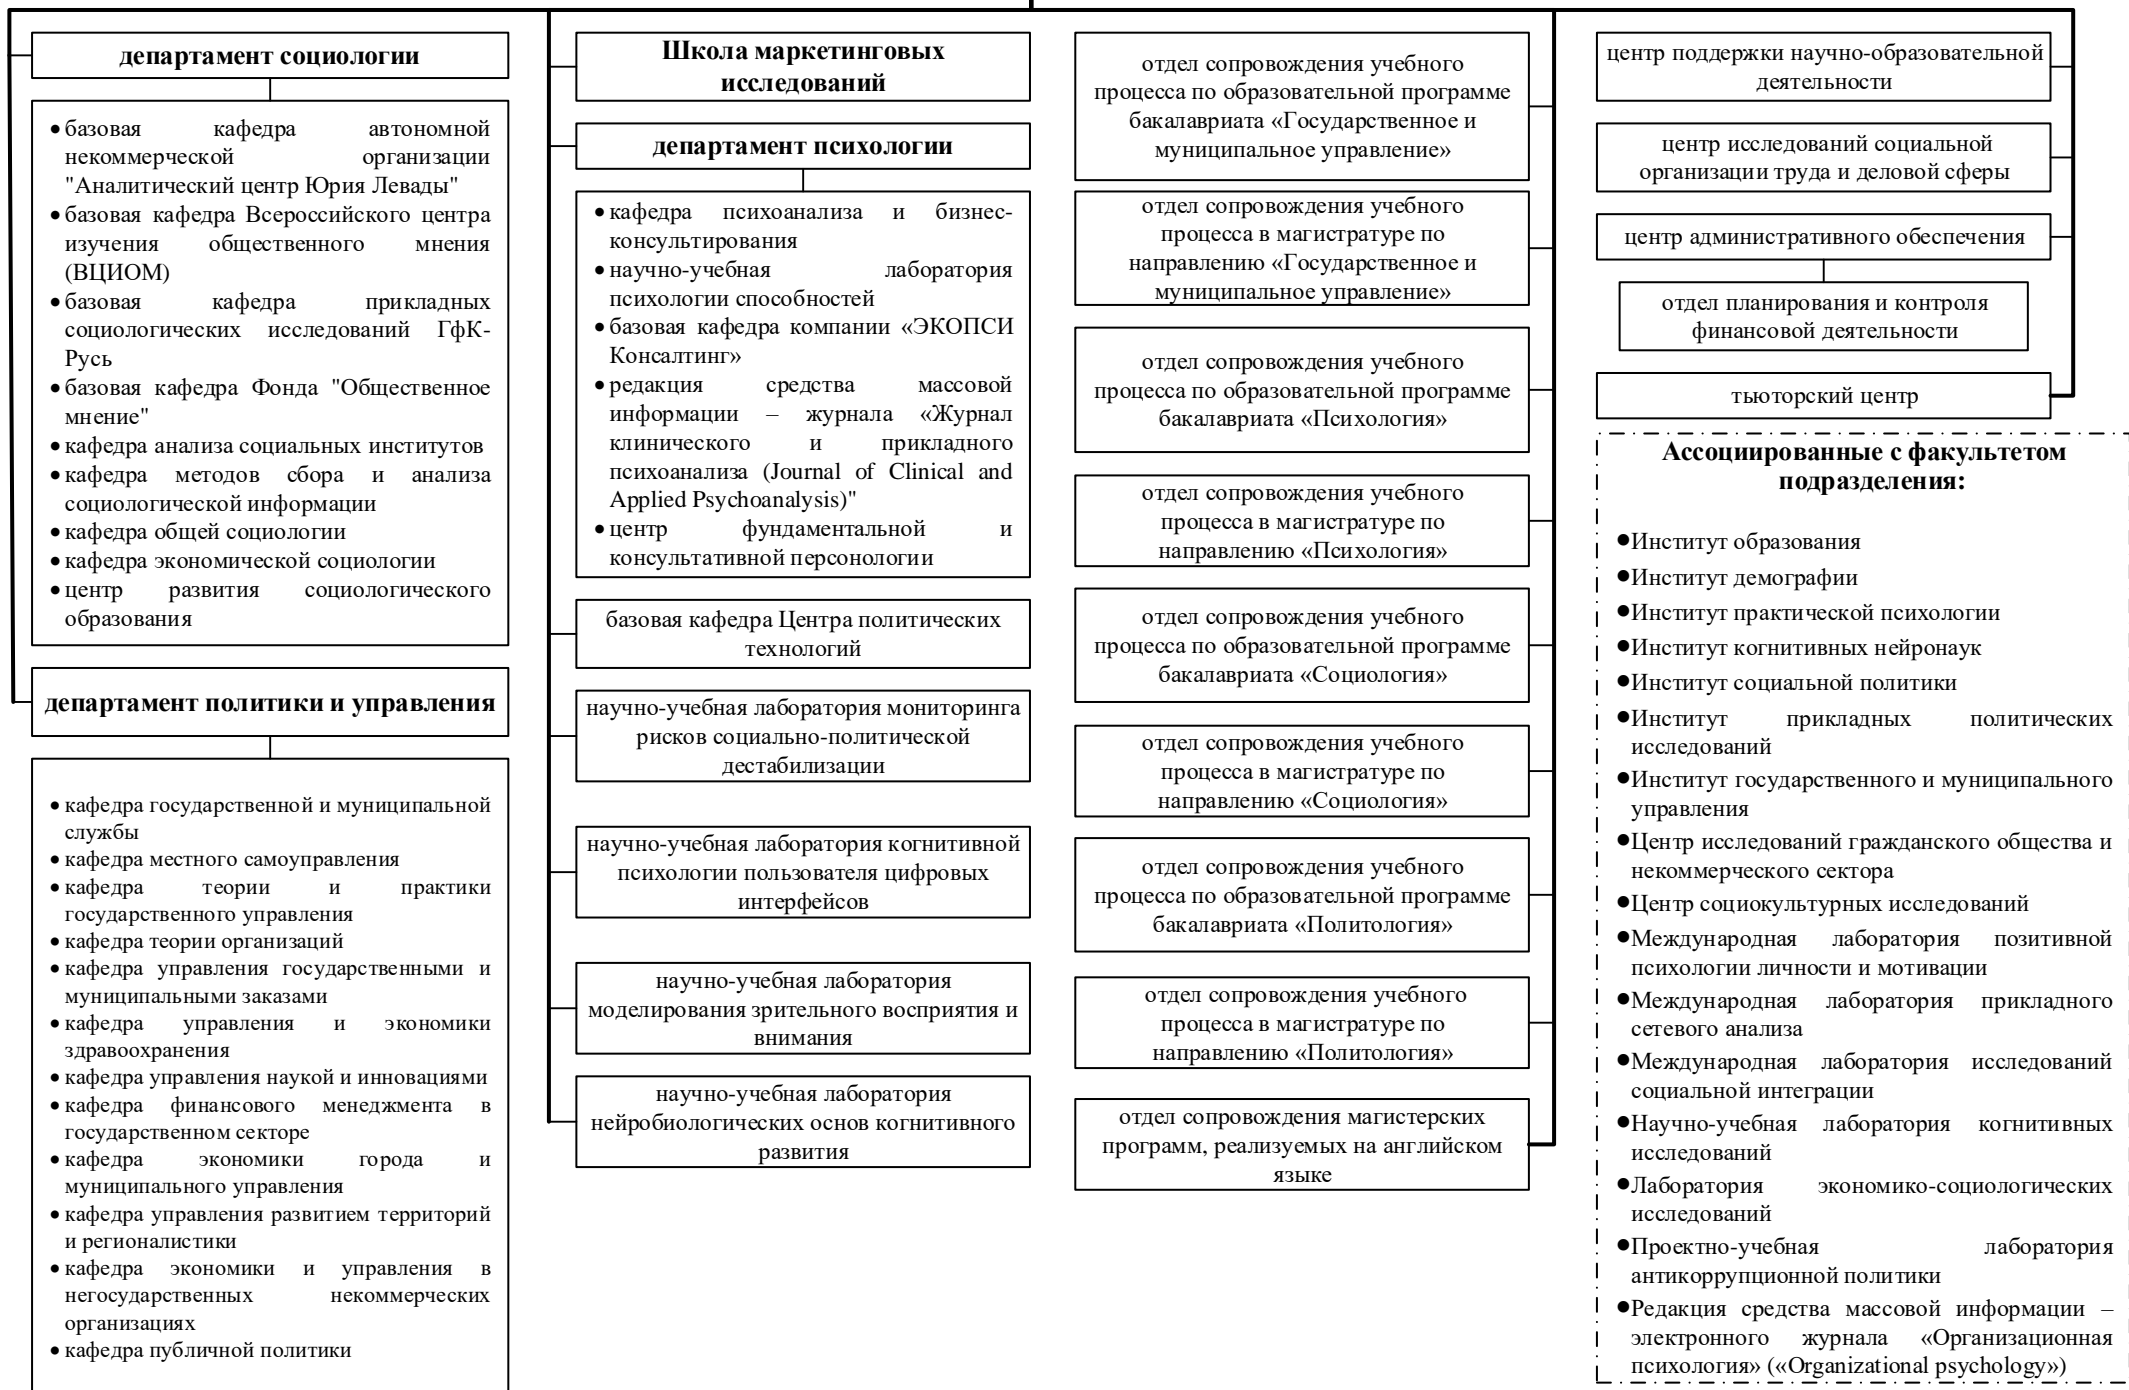 департамент социологии
• базовая кафедра автономной
некоммерческой организации
"Аналитический центр Юрия Левады"
• базовая кафедра Всероссийского центра
изучения общественного мнения
(ВЦИОМ)
• базовая кафедра прикладных
социологических исследований ГфК-
Русь
• базовая кафедра Фонда "Общественное
мнение"
• кафедра анализа социальных институтов
• кафедра методов сбора и анализа
социологической информации
• кафедра общей социологии
• кафедра экономической социологии
• центр развития социологического
образования
департамент политики и управления
• кафедра государственной и муниципальной
службы
• кафедра местного самоуправления
• кафедра теории и практики
государственного управления
• кафедра теории организаций
• кафедра управления государственными и
муниципальными заказами
• кафедра управления и экономики
здравоохранения
• кафедра управления наукой и инновациями
• кафедра финансового менеджмента в
государственном секторе
• кафедра экономики города и
муниципального управления
• кафедра управления развитием территорий
и регионалистики
• кафедра экономики и управления в
негосударственных некоммерческих
организациях
• кафедра публичной политики
Школа маркетинговых
исследований
департамент психологии
• кафедра психоанализа и бизнес-
консультирования
• научно-учебная лаборатория
психологии способностей
• базовая кафедра компании «ЭКОПСИ
Консалтинг»
• редакция средства массовой
информации – журнала «Журнал
клинического и прикладного
психоанализа (Journal of Clinical and
Applied Psychoanalysis)"
• центр фундаментальной и
консультативной персонологии
базовая кафедра Центра политических
технологий
научно-учебная лаборатория мониторинга
рисков социально-политической
дестабилизации
научно-учебная лаборатория когнитивной
психологии пользователя цифровых
интерфейсов
научно-учебная лаборатория
моделирования зрительного восприятия и
внимания
научно-учебная лаборатория
нейробиологических основ когнитивного
развития
отдел сопровождения учебного
процесса по образовательной программе
бакалавриата «Государственное и
муниципальное управление»
отдел сопровождения учебного
процесса в магистратуре по
направлению «Государственное и
муниципальное управление»
отдел сопровождения учебного
процесса по образовательной программе
бакалавриата «Психология»
отдел сопровождения учебного
процесса в магистратуре по
направлению «Психология»
отдел сопровождения учебного
процесса по образовательной программе
бакалавриата «Социология»
отдел сопровождения учебного
процесса в магистратуре по
направлению «Социология»
отдел сопровождения учебного
процесса по образовательной программе
бакалавриата «Политология»
отдел сопровождения учебного
процесса в магистратуре по
направлению «Политология»
отдел сопровождения магистерских
программ, реализуемых на английском
языке
центр поддержки научно-образовательной
деятельности
центр исследований социальной
организации труда и деловой сферы
центр административного обеспечения
отдел планирования и контроля
финансовой деятельности
тьюторский центр
Ассоциированные с факультетом
подразделения:
•Институт образования
•Институт демографии
•Институт практической психологии
•Институт когнитивных нейронаук
•Институт социальной политики
•Институт прикладных политических
исследований
•Институт государственного и муниципального
управления
•Центр исследований гражданского общества и
некоммерческого сектора
•Центр социокультурных исследований
•Международная лаборатория позитивной
психологии личности и мотивации
•Международная лаборатория прикладного
сетевого анализа
•Международная лаборатория исследований
социальной интеграции
•Научно-учебная лаборатория когнитивных
исследований
•Лаборатория экономико-социологических
исследований
•Проектно-учебная лаборатория
антикоррупционной политики
•Редакция средства массовой информации –
электронного журнала «Организационная
психология» («Organizational psychology»)